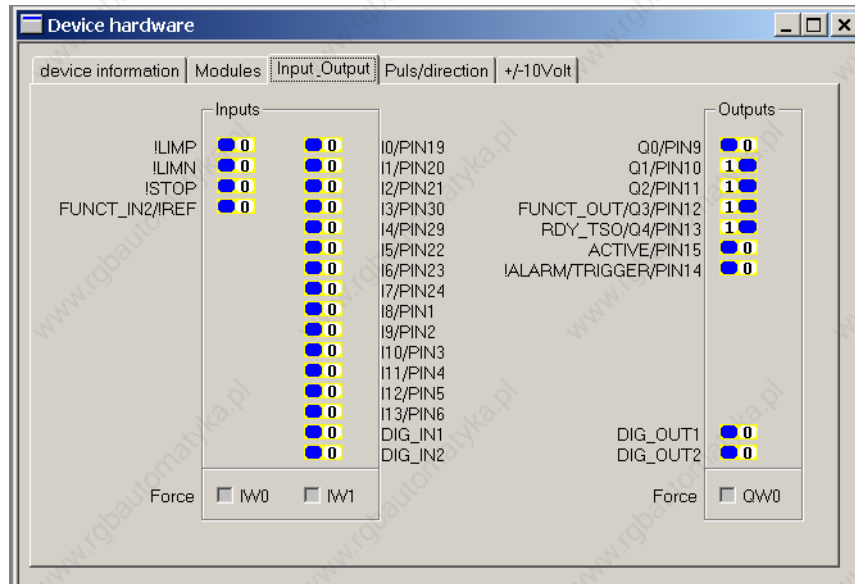 Device hardware
device information Modules Input_Output Puls/direction +/-10Volt
Inputs Outputs
!LIMP 0 0 I0/PIN19 Q0/PIN9 0
!LIMN 0 0 I1/PIN20 Q1/PIN10 1
!STOP 0 0 I2/PIN21 Q2/PIN11 1
FUNCT_IN2/!REF 0 0 I3/PIN30 FUNCT_OUT/Q3/PIN12 1
0 I4/PIN29 RDY_TSO/Q4/PIN13 1
0 I5/PIN22 ACTIVE/PIN15 0
0 I6/PIN23 !ALARM/TRIGGER/PIN14 0
0 I7/PIN24
0 I8/PIN1
0 I9/PIN2
0 I10/PIN3
0 I11/PIN4
0 I12/PIN5
0 I13/PIN6
0 DIG_IN1 DIG_OUT1 0
0 DIG_IN2 DIG_OUT2 0
Force IW0 IW1 Force QW0
www.rgbautomatyka.pl